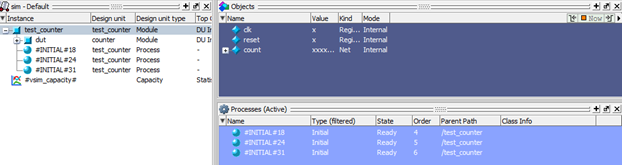 sim - Default
Instance Design unit Design unit type Top C
test_counter test_counter Module DU In
dut counter Module DU In
#INITIAL#18 test_counter Process -
#INITIAL#24 test_counter Process -
#INITIAL#31 test_counter Process -
#vsim_capacity# Capacity Statis
Objects
Name Value Kind Mode Now
clk x Regi... Internal
reset x Regi... Internal
count xxxx... Net Internal
Processes (Active)
Name Type (filtered) State Order Parent Path Class Info
#INITIAL#18 Initial Ready 4 /test_counter
#INITIAL#24 Initial Ready 5 /test_counter
#INITIAL#31 Initial Ready 6 /test_counter